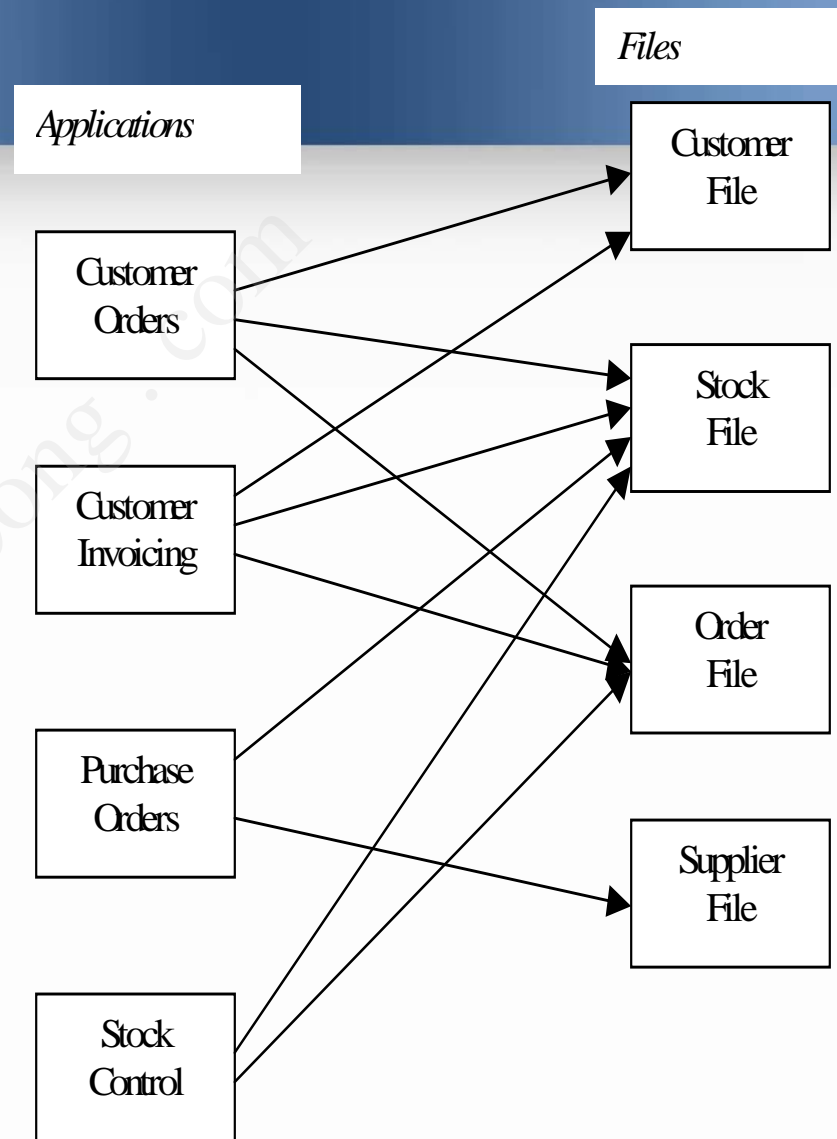 Files
Applications
Customer
File
Customer
Orders
Stock
File
Customer
Invoicing
Order
File
Purchase
Orders
Supplier
File
Stock
Control